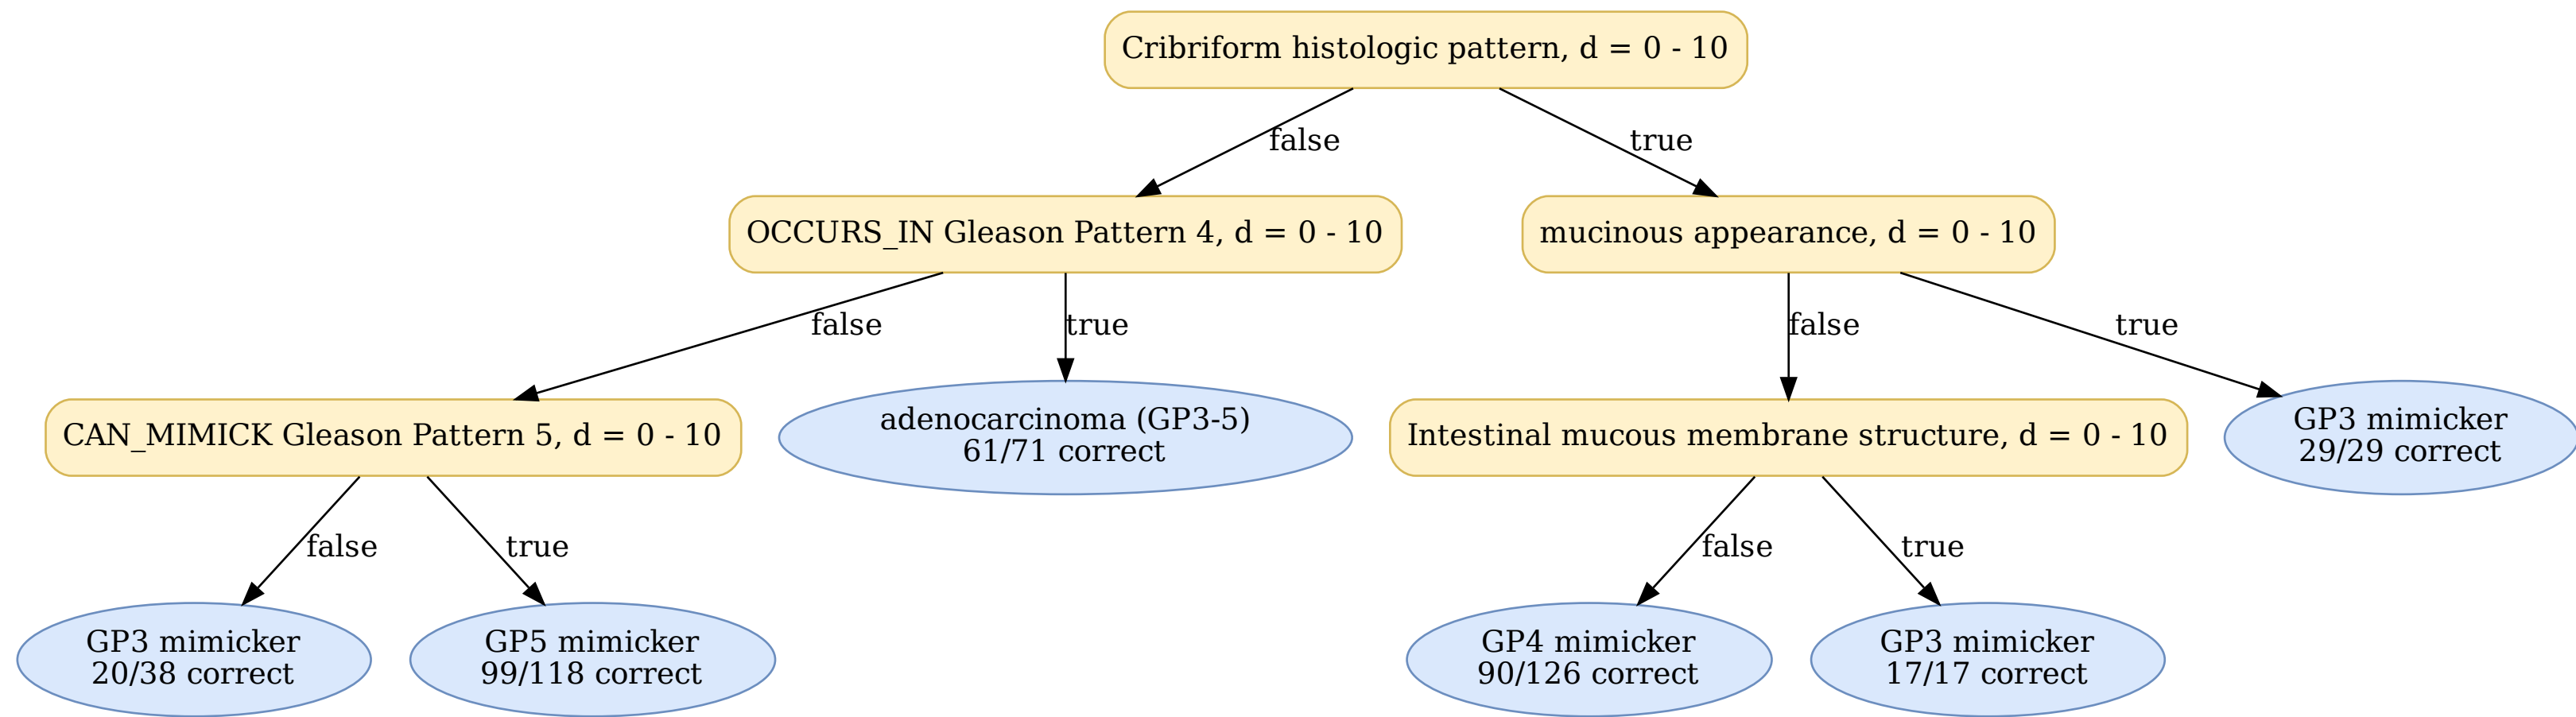 Cribriform histologic pattern, d = 0 - 10
false
true
OCCURS_IN Gleason Pattern 4, d = 0 - 10
mucinous appearance, d = 0 - 10
false
true
false
true
CAN_MIMICK Gleason Pattern 5, d = 0 - 10
adenocarcinoma (GP3-5)
61/71 correct
Intestinal mucous membrane structure, d = 0 - 10
GP3 mimicker
29/29 correct
false
true
false
true
GP3 mimicker
20/38 correct
GP5 mimicker
99/118 correct
GP4 mimicker
90/126 correct
GP3 mimicker
17/17 correct